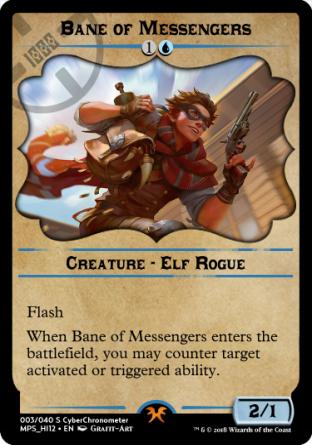 Bane of Messengers
1
Creature - Elf Rogue
Flash
When Bane of Messengers enters the
battlefield, you may counter target
activated or triggered ability.
2/1
003/040 S CyberChronometer
MPS_HI12 • EN Grafit-Art
™ & © 2018 Wizards of the Coast